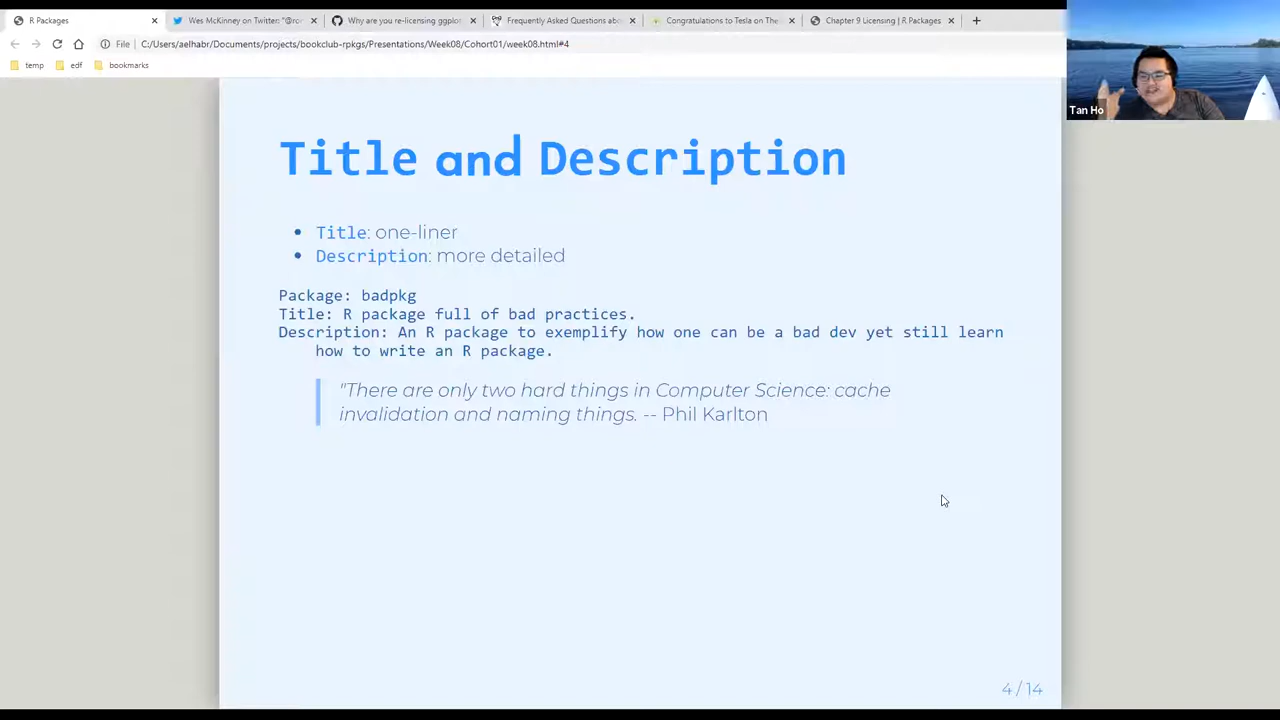 R Packages
Wes McKinney on Twitter: "@ror
Why are you re-licensing ggplo
Frequently Asked Questions abo
Congratulations to Tesla on The
Chapter 9 Licensing | R Packages
File
C:/Users/aelhabr/Documents/projects/bookclub-rpkgs/Presentations/Week08/Cohort01/week08.html#4
temp
edf
bookmarks
Tan Ho
Title and Description
Title: one-liner
Description: more detailed
Package: badpkg
Title: R package full of bad practices.
Description: An R package to exemplify how one can be a bad dev yet still learn
how to write an R package.
"There are only two hard things in Computer Science: cache
invalidation and naming things. -- Phil Karlton
4 / 14